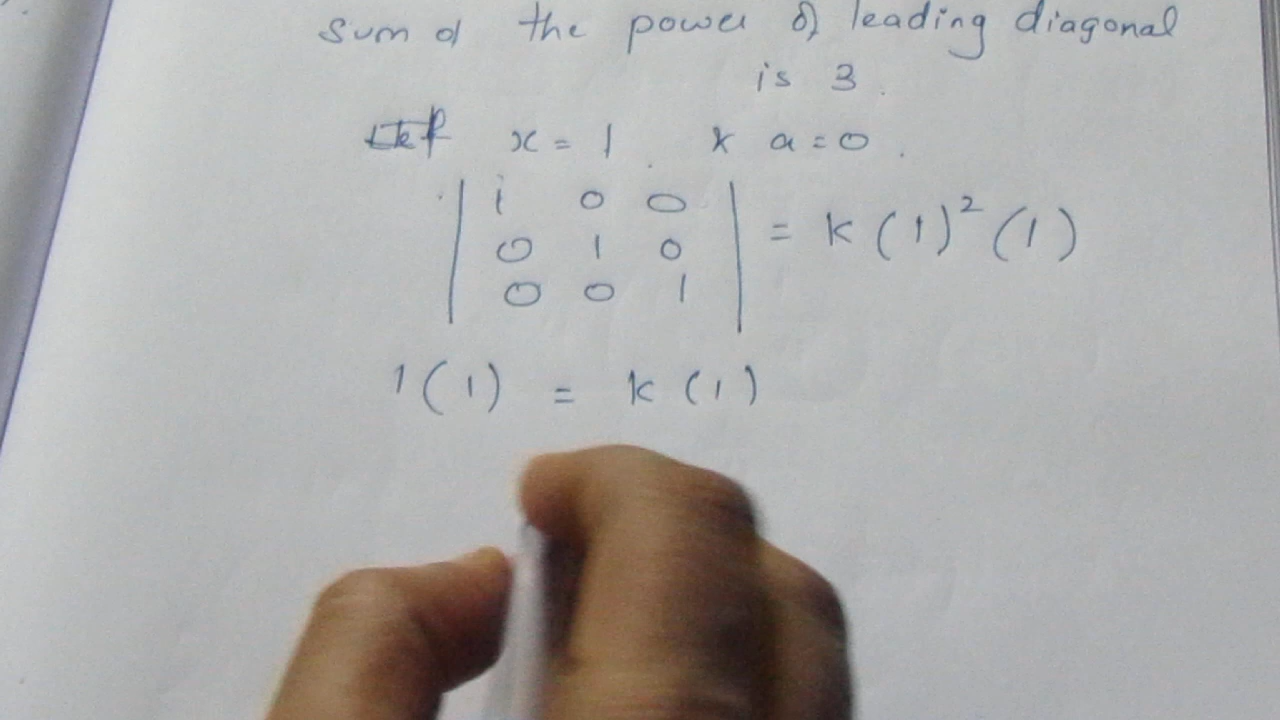 Sum of the power of leading diagonal
is 3.
x = 1. & a = 0.
| 1 0 0 |
| 0 1 0 | = k (1)² (1)
| 0 0 1 |
1 (1) = k (1)